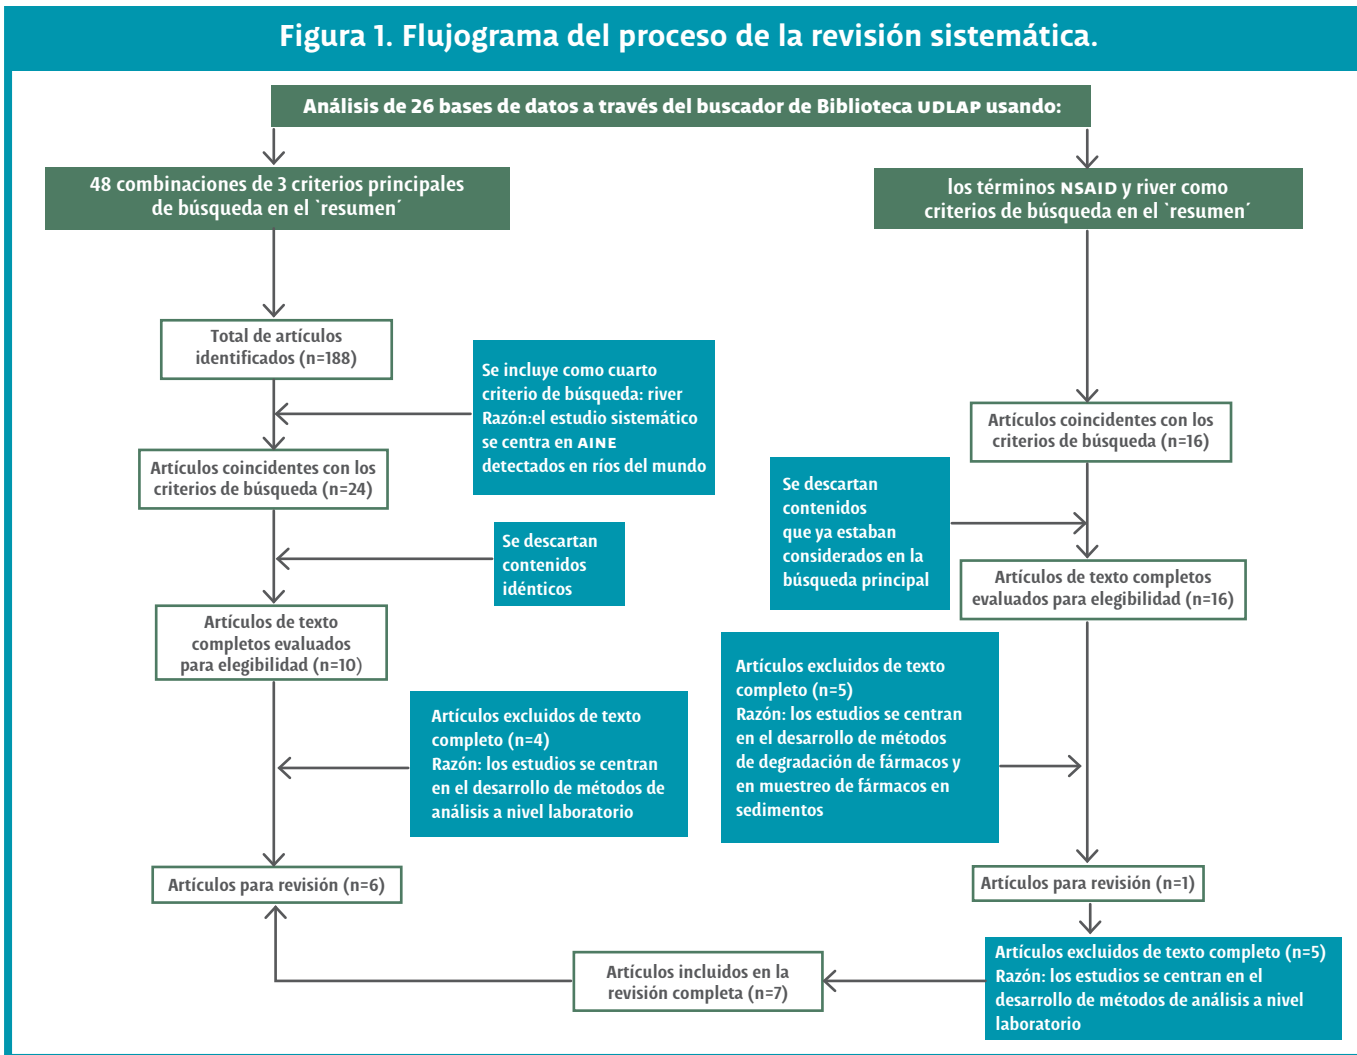 Figura 1. Flujograma del proceso de la revisión sistemática.
Análisis de 26 bases de datos a través del buscador de Biblioteca UDLAP usando:
48 combinaciones de 3 criterios principales
de búsqueda en el `resumen´
los términos NSAID y river como
criterios de búsqueda en el `resumen´
Total de artículos
identificados (n=188)
Se incluye como cuarto
criterio de búsqueda: river
Razón:el estudio sistemático
se centra en AINE
detectados en ríos del mundo
Artículos coincidentes con los
criterios de búsqueda (n=24)
Artículos coincidentes con los
criterios de búsqueda (n=16)
Se descartan
contenidos
idénticos
Se descartan
contenidos
que ya estaban
considerados en la
búsqueda principal
Artículos de texto
completos evaluados
para elegibilidad (n=10)
Artículos de texto completos
evaluados para elegibilidad (n=16)
Artículos excluidos de texto
completo (n=4)
Razón: los estudios se centran
en el desarrollo de métodos de
análisis a nivel laboratorio
Artículos excluidos de texto
completo (n=5)
Razón: los estudios se centran
en el desarrollo de métodos
de degradación de fármacos y
en muestreo de fármacos en
sedimentos
Artículos para revisión (n=6)
Artículos para revisión (n=1)
Artículos excluidos de texto completo (n=5)
Razón: los estudios se centran en el
desarrollo de métodos de análisis a nivel
laboratorio
Artículos incluidos en la
revisión completa (n=7)